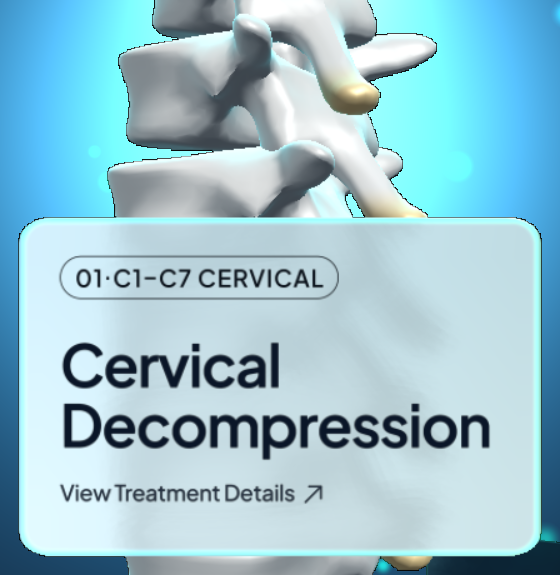 01·C1–C7 CERVICAL
Cervical
Decompression
View Treatment Details ↗